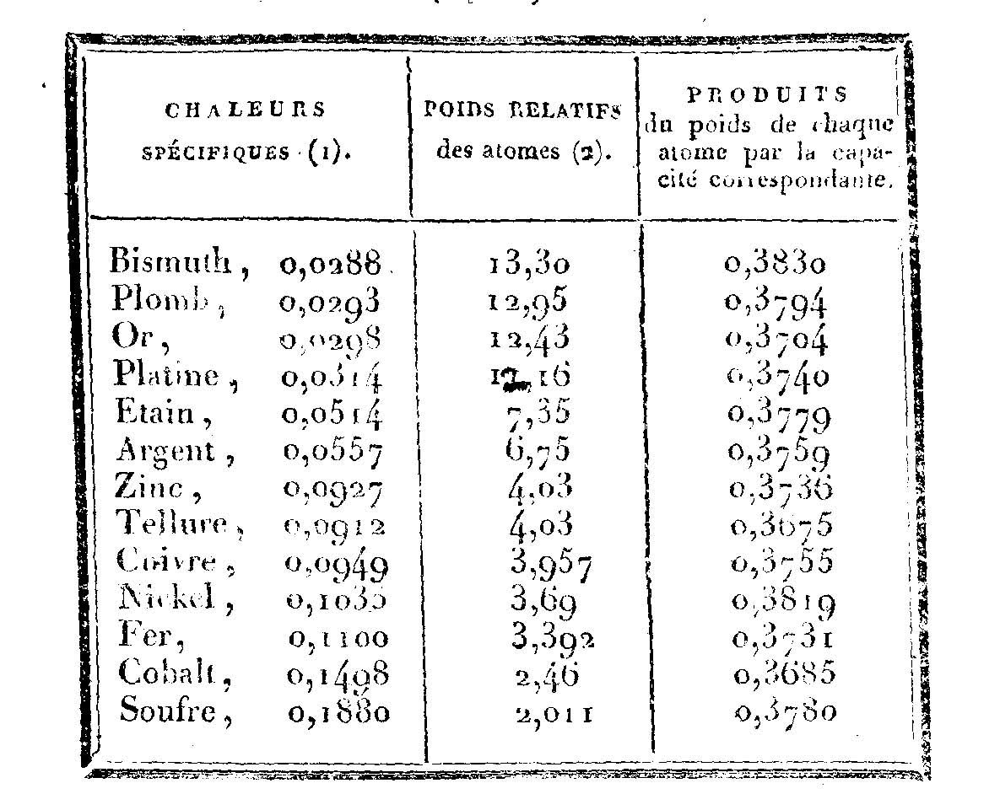 CHALEURS
SPÉCIFIQUES (1).
POIDS RELATIFS
des atomes (2).
PRODUITS
du poids de chaque
atome par la capa-
cité correspondante.
Bismuth, 0,0288 13,30 0,3830
Plomb, 0,0293 12,95 0,3794
Or, 0,0298 12,43 0,3704
Platine, 0,0314 0,3740
Etain, 0,0514 7,35 0,3779
Argent, 0,0557 6,75 0,3759
Zinc, 0,0927 4,03 0,3736
Tellure, 0,0912 4,03 0,3675
Cuivre, 0,0949 3,957 0,3755
Nickel, 0,1035 3,69 0,3819
Fer, 0,1100 3,392 0,3731
Cobalt, 0,1498 2,46 0,3685
Soufre, 0,1880 2,011 0,3780